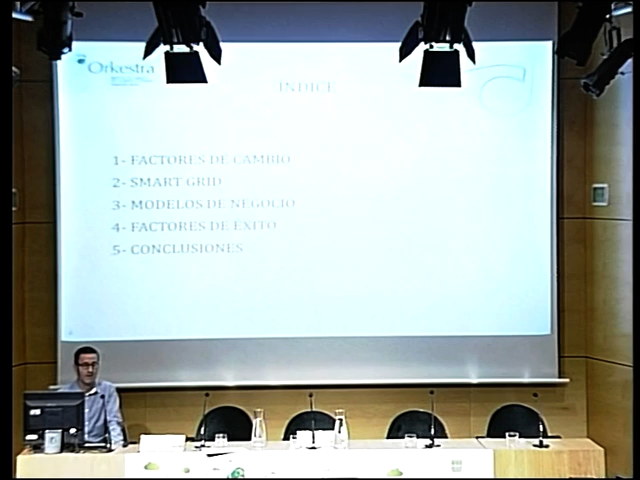 Orkestra
INDICE
1- FACTORES DE CAMBIO
2- SMART GRID
3- MODELOS DE NEGOCIO
4- FACTORES DE EXITO
5- CONCLUSIONES